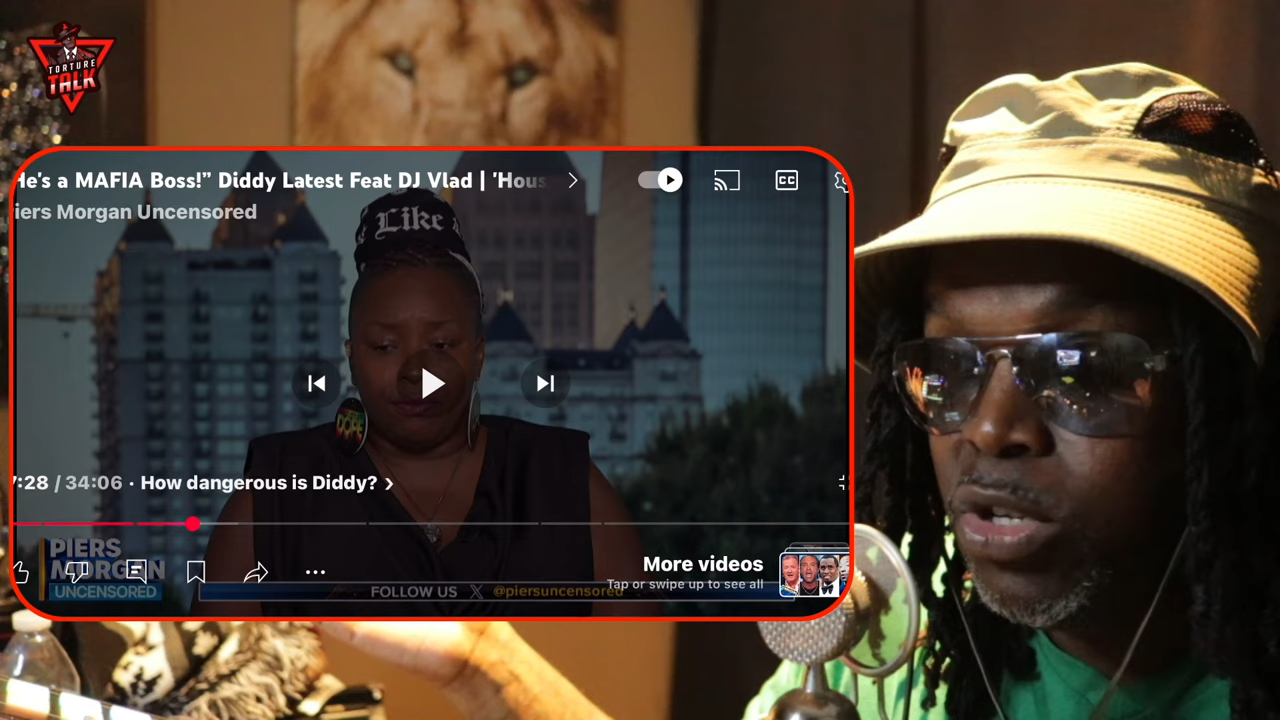 TORTURE
TALK
He's a MAFIA Boss!” Diddy Latest Feat DJ Vlad | 'Hous
iers Morgan Uncensored
CC
Like
DOPE
7:28 / 34:06 · How dangerous is Diddy? ›
PIERS
MORGAN
UNCENSORED
More videos
Tap or swipe up to see all
FOLLOW US X @piersuncensored